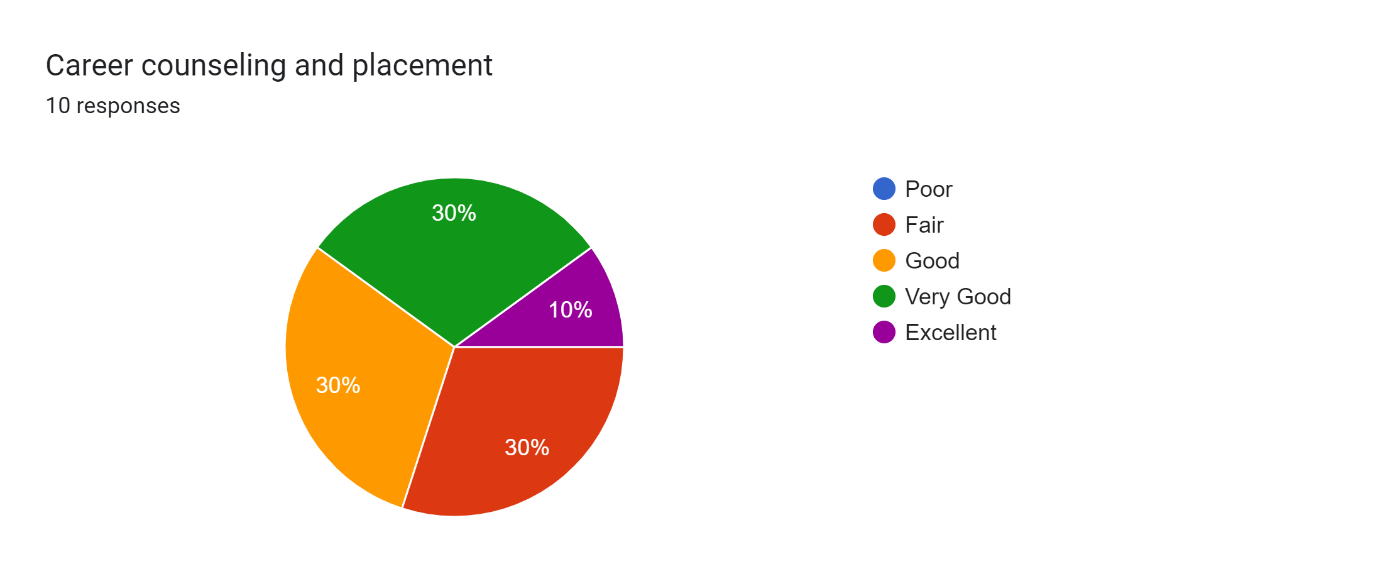 Career counseling and placement
10 responses
30%
10%
30%
30%
Poor
Fair
Good
Very Good
Excellent